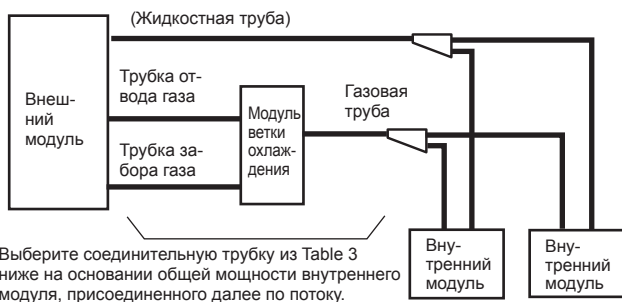 (Жидкостная труба)
Внеш-
ний
модуль
Трубка от-
вода газа
Трубка за-
бора газа
Модуль
ветки
охлаж-
дения
Газовая
труба
Выберите соединительную трубку из Table 3
ниже на основании общей мощности внутреннего
модуля, присоединенного далее по потоку.
Вну-
тренний
модуль
Вну-
тренний
модуль